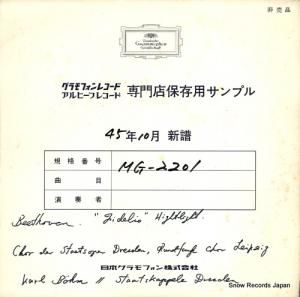 非売品
Deutsche
Grammophon
Gesellschaft
グラモフォンレコード
アルヒーフレコード 専門店保存用サンプル
45年10月 新譜
規格番号 MG-2201
曲目
演奏者
Beethoven "Fidelio" Hightlight.
Chor der Staatsoper Dresden, Rundfunk Chor Leipzig
Karl Böhm // Staatskappele Dresden
日本グラモフォン株式会社
Snow Records Japan